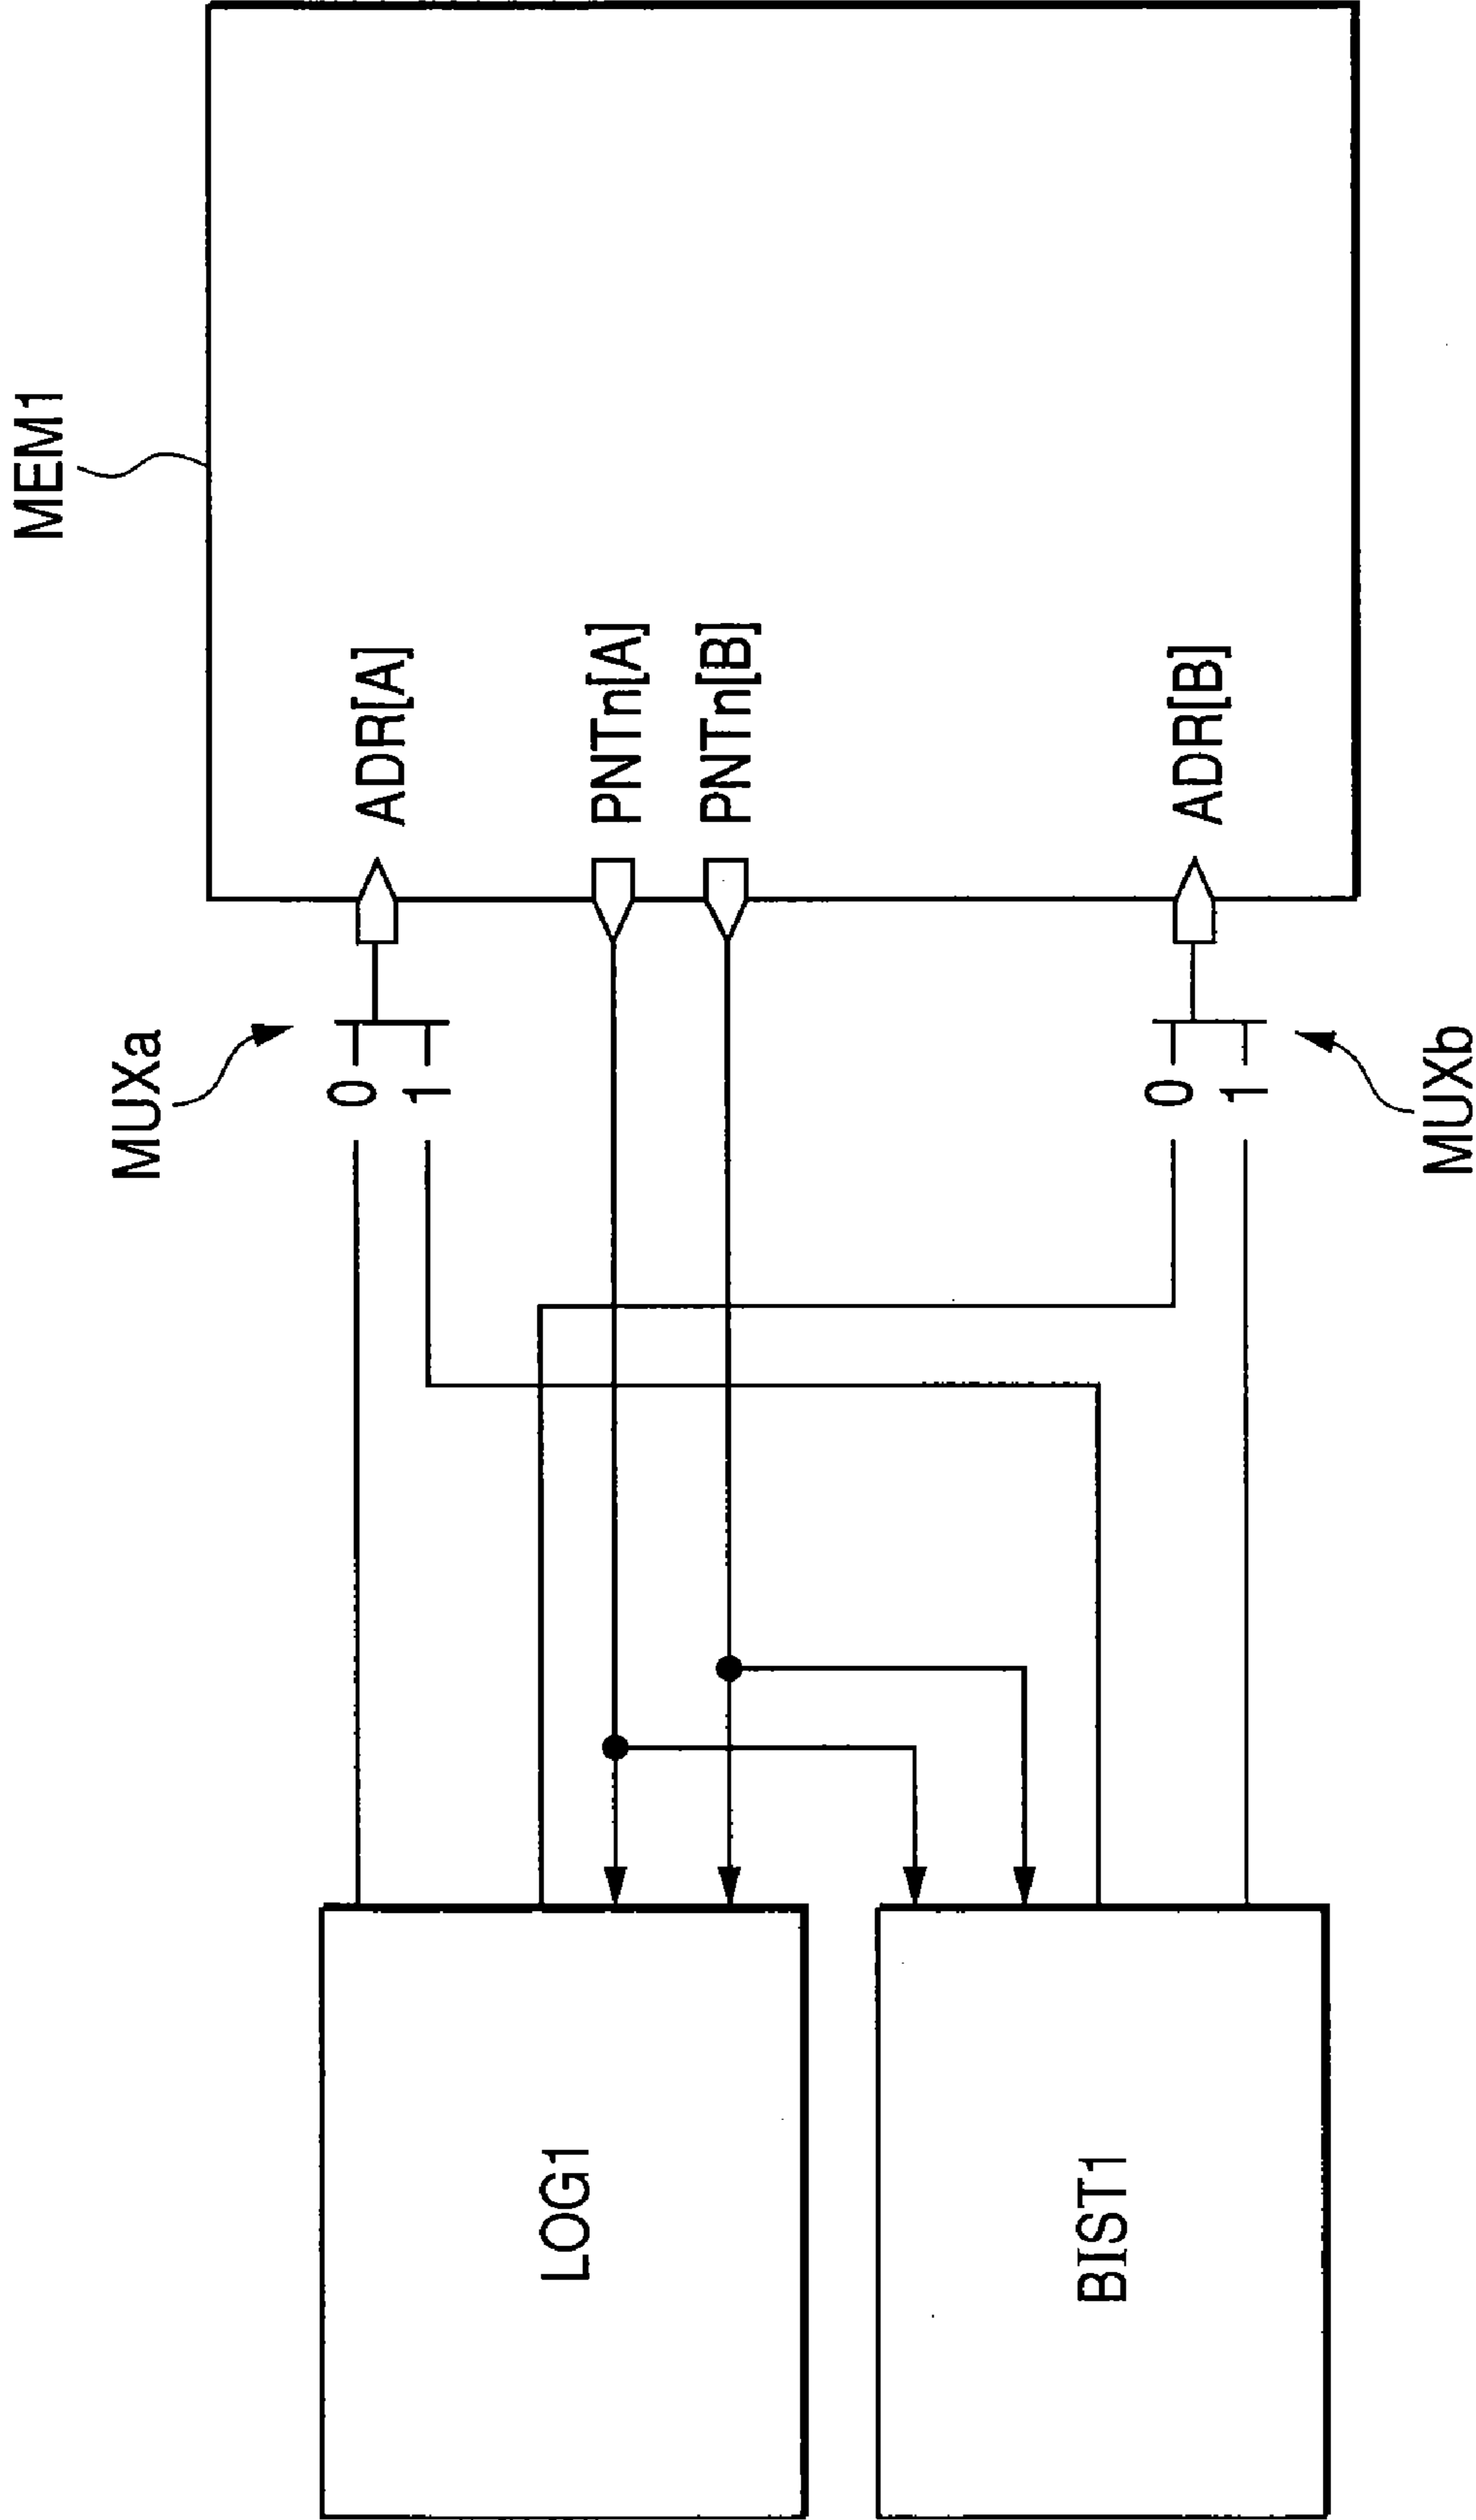 MEM1
MUXa
ADR[A]
0
1
PNTn[A]
PNTn[B]
ADR[B]
0
1
MUXb
LOG1
BIST1